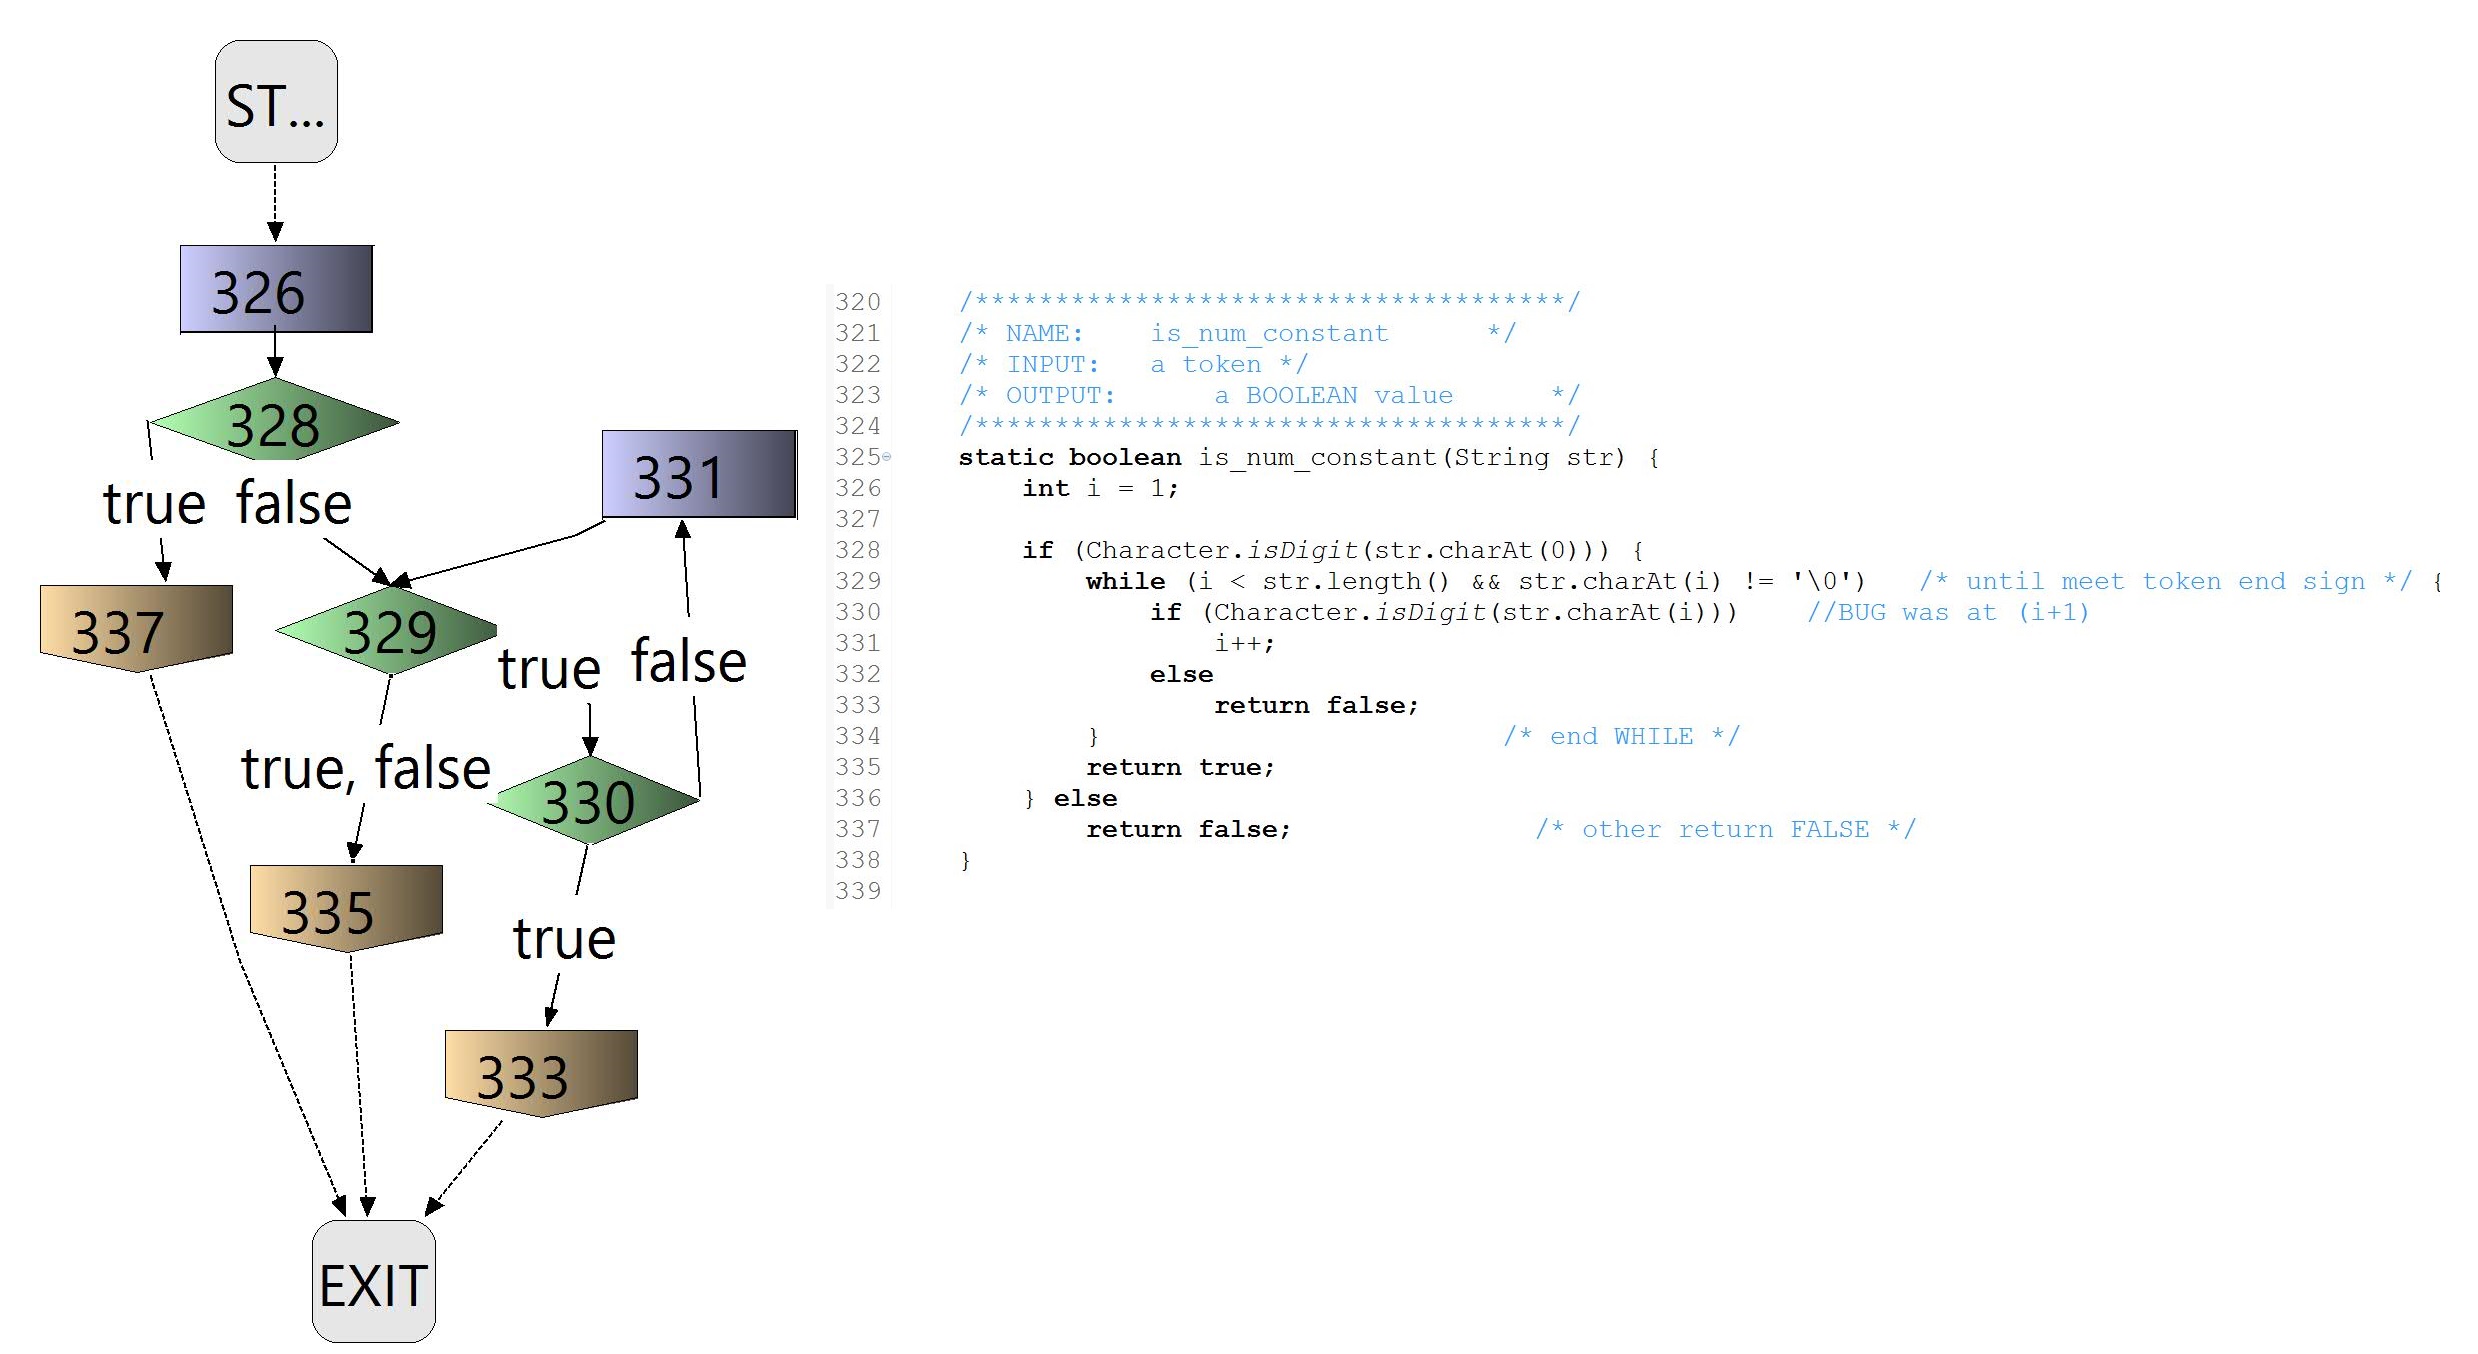 ST...
326
328
true false
331
337
329
true false
true, false
330
335
true
333
EXIT
320 /*************************************/
321 /* NAME: is_num_constant */
322 /* INPUT: a token */
323 /* OUTPUT: a BOOLEAN value */
324 /*************************************/
325 static boolean is_num_constant(String str) {
326 int i = 1;
327
328 if (Character.isDigit(str.charAt(0))) {
329 while (i < str.length() && str.charAt(i) != '\0') /* until meet token end sign */ {
330 if (Character.isDigit(str.charAt(i))) //BUG was at (i+1)
331 i++;
332 else
333 return false;
334 } /* end WHILE */
335 return true;
336 } else
337 return false; /* other return FALSE */
338 }
339